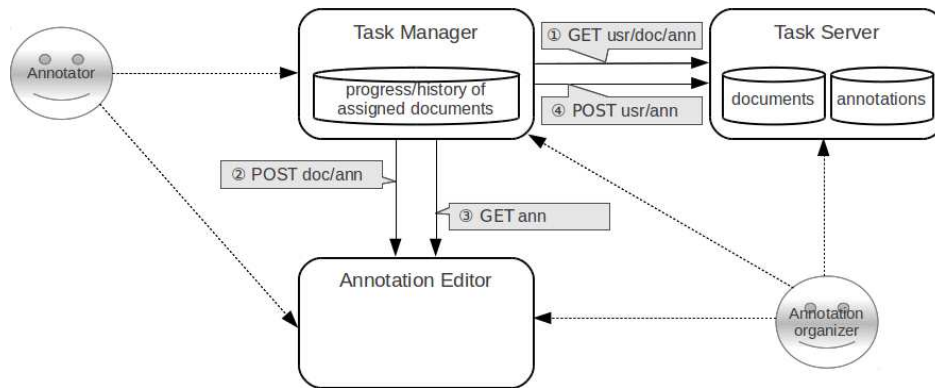 Task Manager
① GET usr/doc/ann
Task Server
Annotator
progress/history of
assigned documents
documents
annotations
④ POST usr/ann
② POST doc/ann
③ GET ann
Annotation Editor
Annotation
organizer